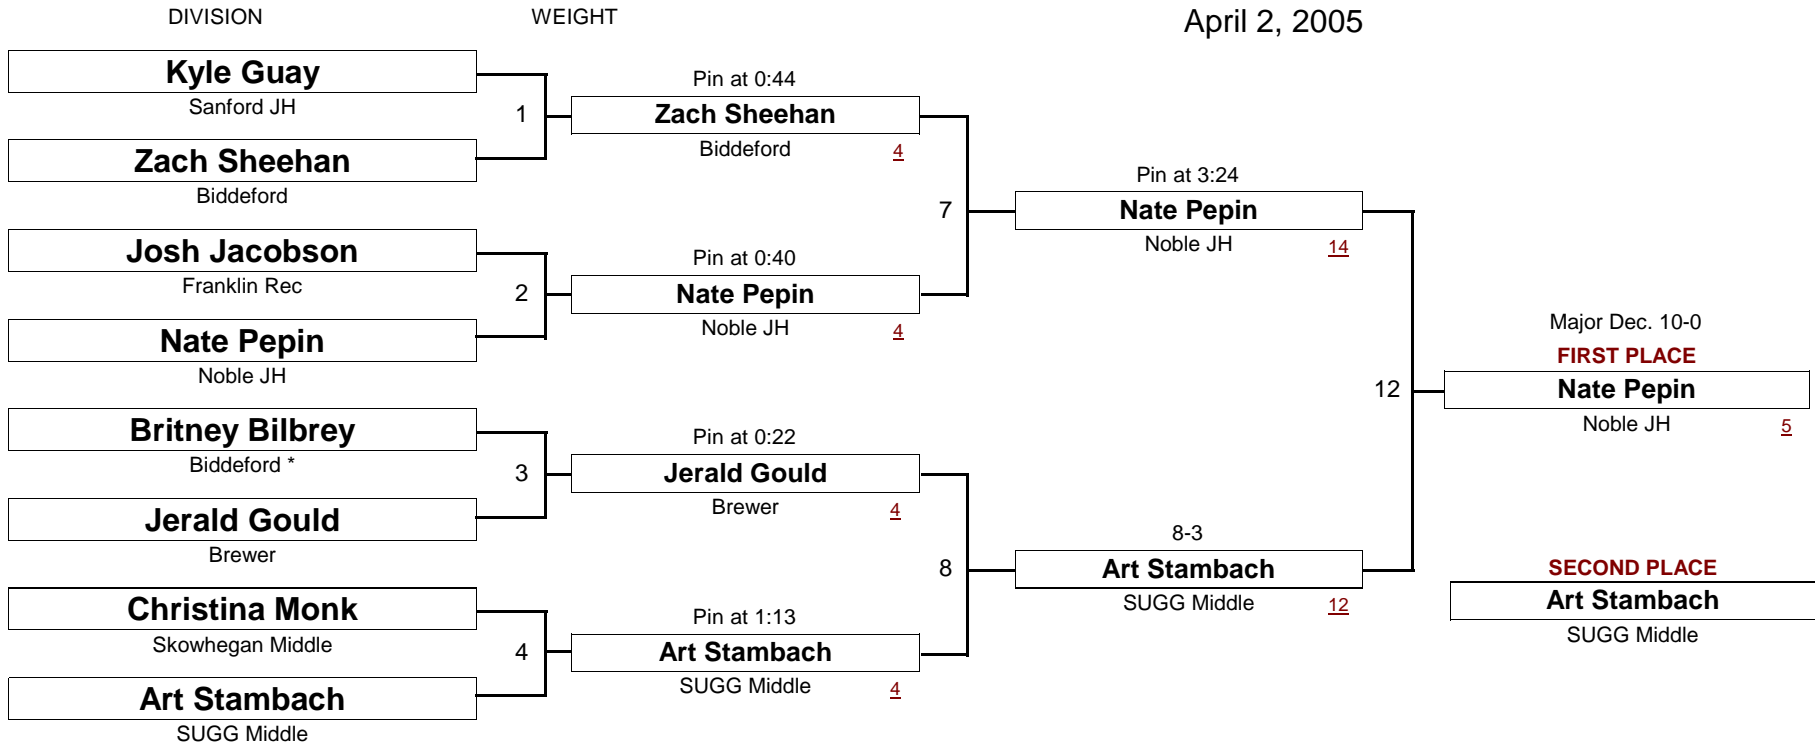 DIVISION
WEIGHT
April 2, 2005
Kyle Guay
Sanford JH
1
Zach Sheehan
Biddeford
Josh Jacobson
Franklin Rec
2
Nate Pepin
Noble JH
Britney Bilbrey
Biddeford *
3
Jerald Gould
Brewer
Christina Monk
Skowhegan Middle
4
Art Stambach
SUGG Middle
Pin at 0:44
Zach Sheehan
Biddeford
4
7
Pin at 0:40
Nate Pepin
Noble JH
4
Pin at 0:22
Jerald Gould
Brewer
4
8
Pin at 1:13
Art Stambach
SUGG Middle
4
Pin at 3:24
Nate Pepin
Noble JH
14
12
8-3
Art Stambach
SUGG Middle
12
Major Dec. 10-0
FIRST PLACE
Nate Pepin
Noble JH
5
SECOND PLACE
Art Stambach
SUGG Middle